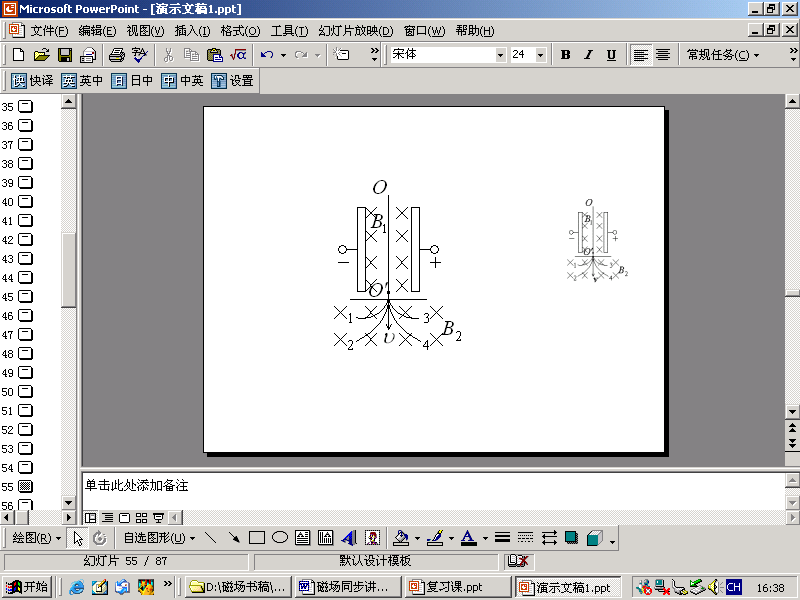 Microsoft PowerPoint - [演示文稿1.ppt]
文件(F) 编辑(E) 视图(V) 插入(I) 格式(O) 工具(T) 幻灯片放映(D) 窗口(W) 帮助(H)
宋体 24 B I U 常规任务(C)
快译 英中 日中 中英 设置
35
36
37
38
39
40
41
42
43
44
45
46
47
48
49
50
51
52
53
54
55
56
O
B1
− +
O′
1 3 B2
2 υ 4
O
B1
− +
O′
1 3 B2
2 v 4
单击此处添加备注
绘图(R) 自选图形(U)
幻灯片 55 / 87 默认设计模板
开始 D:\磁场书稿\... 磁场同步讲... 复习课.ppt 演示文稿1.ppt CH 16:38